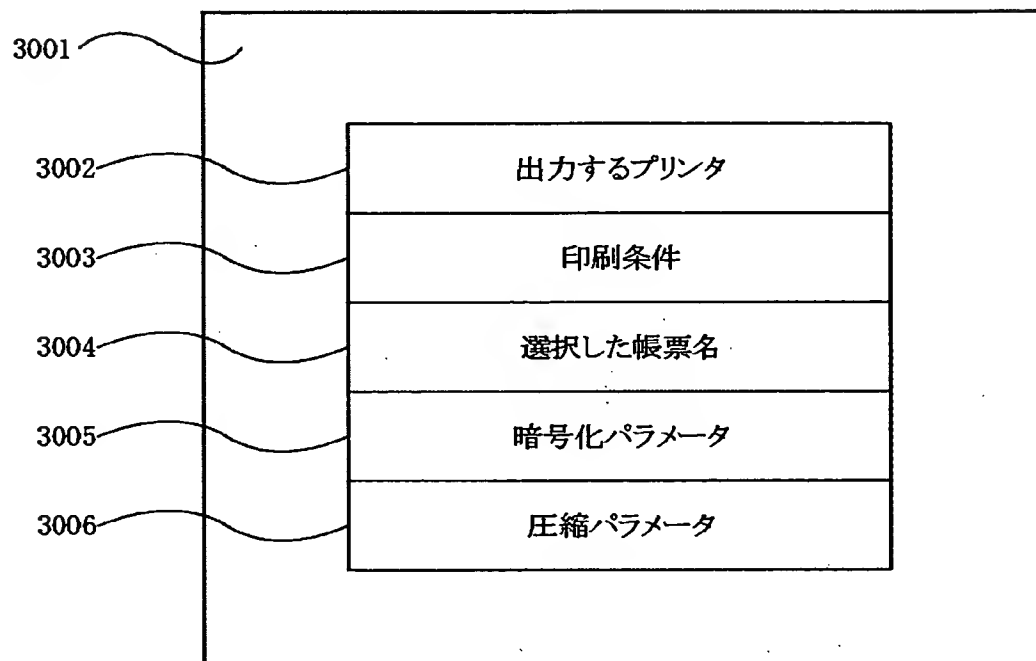 3001
3002 出力するプリンタ
3003 印刷条件
3004 選択した帳票名
3005 暗号化パラメータ
3006 圧縮パラメータ